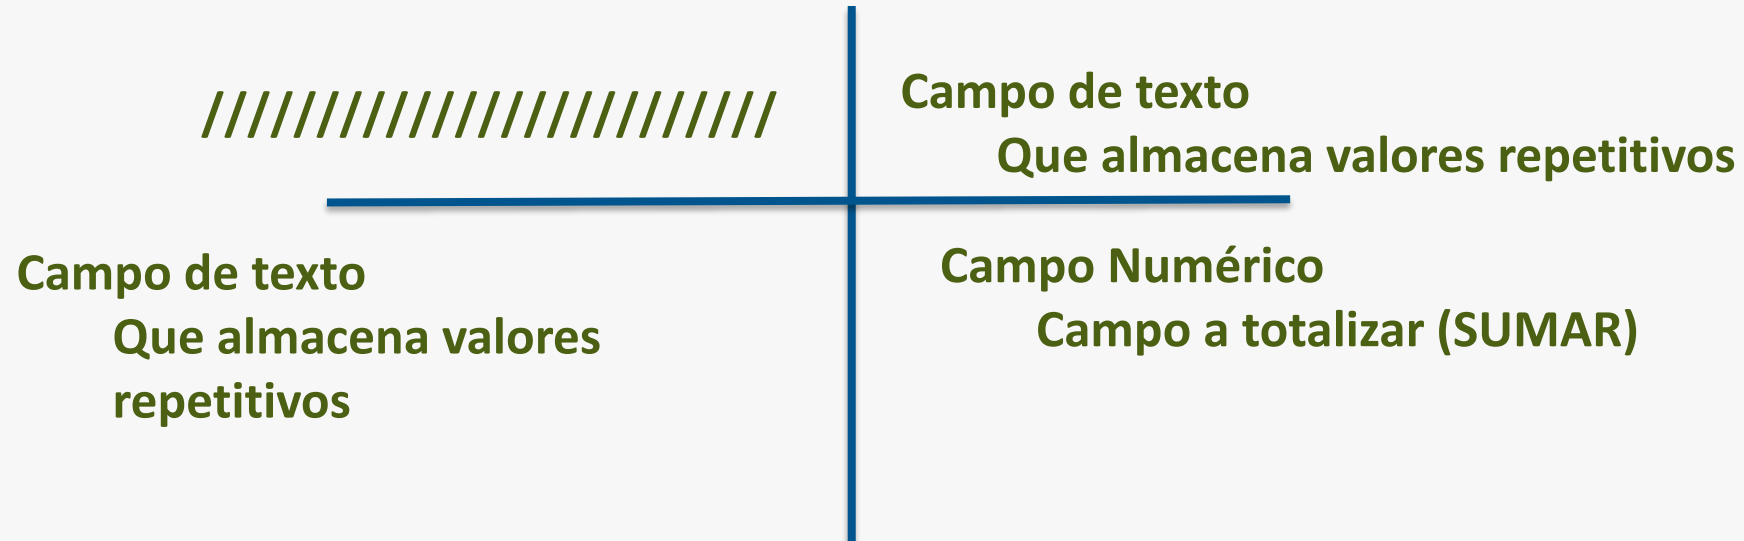 /////////////////////////
Campo de texto
Que almacena valores repetitivos
Campo de texto
Que almacena valores
repetitivos
Campo Numérico
Campo a totalizar (SUMAR)